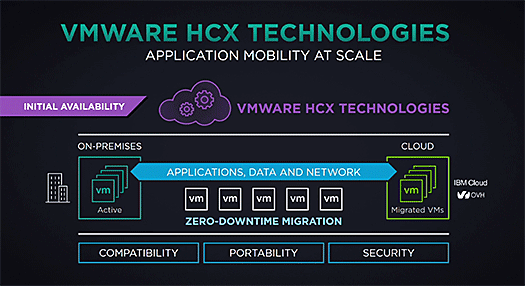 VMWARE HCX TECHNOLOGIES
APPLICATION MOBILITY AT SCALE
INITIAL AVAILABILITY
VMWARE HCX TECHNOLOGIES
ON-PREMISES
CLOUD
APPLICATIONS, DATA AND NETWORK
vm
Active
vm vm vm vm vm
ZERO-DOWNTIME MIGRATION
vm
Migrated VMs
IBM Cloud
OVH
COMPATIBILITY
PORTABILITY
SECURITY